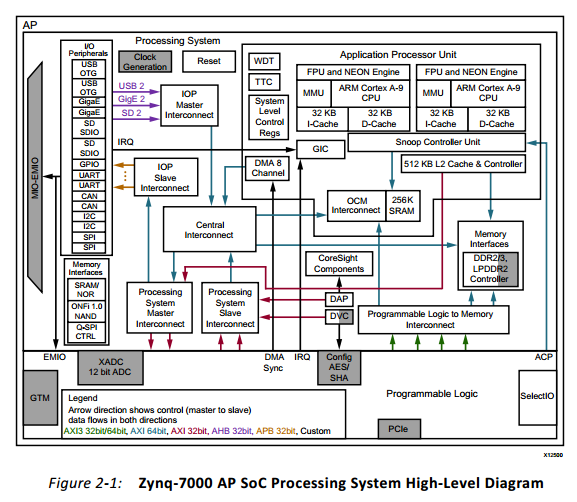 AP
Processing System
I/O
Peripherals
USB
OTG
USB
OTG
GigaE
GigaE
SD
SDIO
SD
SDIO
GPIO
UART
UART
CAN
CAN
I2C
I2C
SPI
SPI
MIO-EMIO
Memory
Interfaces
SRAM/
NOR
ONFi 1.0
NAND
Q-SPI
CTRL
EMIO
Clock
Generation
Reset
USB 2
GigE 2
SD 2
IOP
Master
Interconnect
IRQ
IOP
Slave
Interconnect
DMA 8
Channel
Central
Interconnect
Processing
System
Master
Interconnect
Processing
System
Slave
Interconnect
WDT
TTC
System
Level
Control
Regs
GIC
Application Processor Unit
FPU and NEON Engine
MMU
ARM Cortex A-9
CPU
32 KB
I-Cache
32 KB
D-Cache
FPU and NEON Engine
MMU
ARM Cortex A-9
CPU
32 KB
I-Cache
32 KB
D-Cache
Snoop Controller Unit
512 KB L2 Cache & Controller
OCM
Interconnect
256K
SRAM
Memory
Interfaces
DDR2/3,
LPDDR2
Controller
CoreSight
Components
DAP
DVC
Programmable Logic to Memory
Interconnect
XADC
12 bit ADC
DMA
Sync
IRQ
Config
AES/
SHA
ACP
GTM
Legend
Arrow direction shows control (master to slave)
data flows in both directions
AXI3 32bit/64bit, AXI 64bit, AXI 32bit, AHB 32bit, APB 32bit, Custom
Programmable Logic
PCIe
SelectIO
X12500
Figure 2-1: Zynq-7000 AP SoC Processing System High-Level Diagram